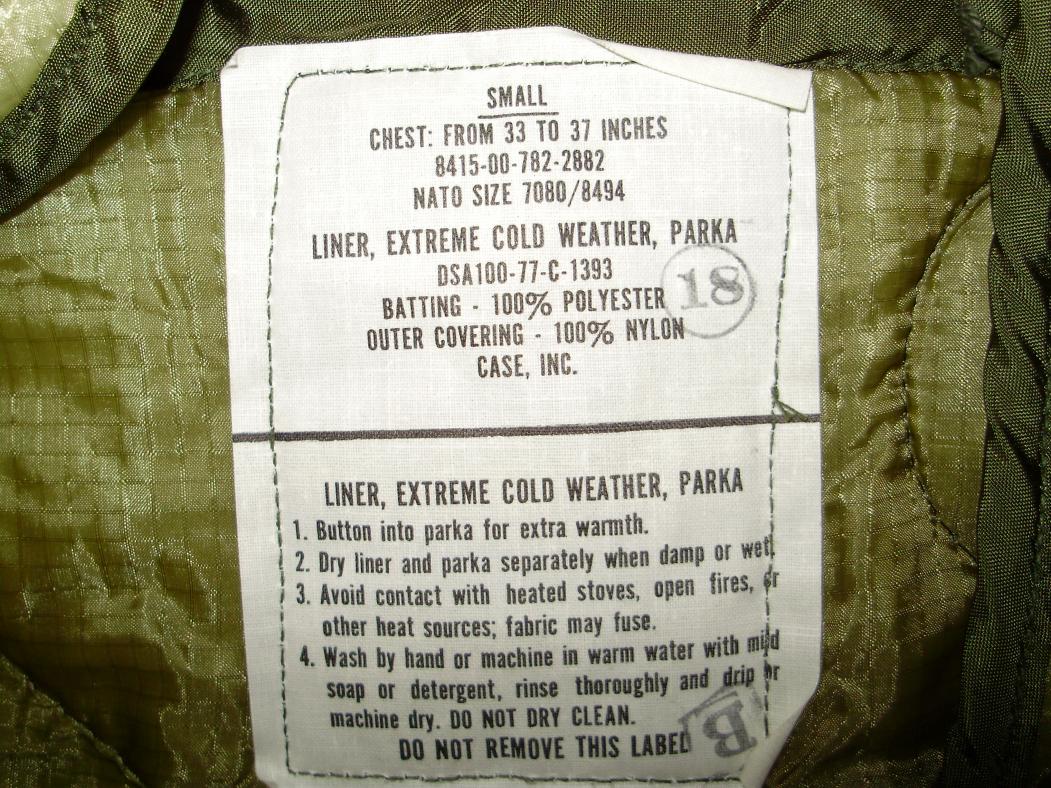 SMALL
CHEST: FROM 33 TO 37 INCHES
8415-00-782-2882
NATO SIZE 7080/8494
LINER, EXTREME COLD WEATHER, PARKA
DSA100-77-C-1393
18
BATTING - 100% POLYESTER
OUTER COVERING - 100% NYLON
CASE, INC.
LINER, EXTREME COLD WEATHER, PARKA
1. Button into parka for extra warmth.
2. Dry liner and parka separately when damp or wet.
3. Avoid contact with heated stoves, open fires, or
other heat sources; fabric may fuse.
4. Wash by hand or machine in warm water with mild
soap or detergent, rinse thoroughly and drip or
machine dry. DO NOT DRY CLEAN.
DO NOT REMOVE THIS LABEL
B